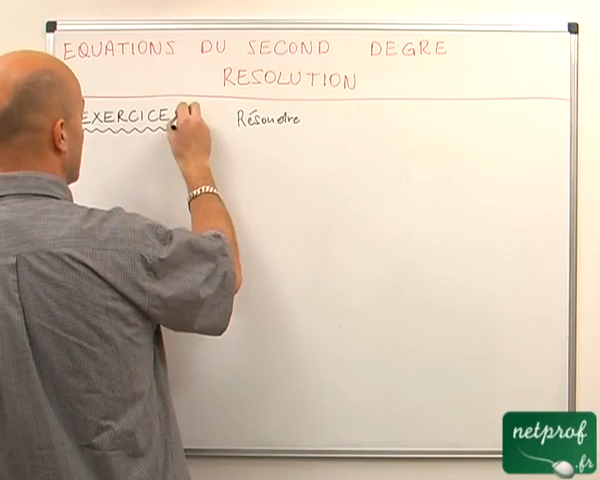 EQUATIONS DU SECOND DEGRE
RESOLUTION
EXERCICE Résoudre
netprof
.fr